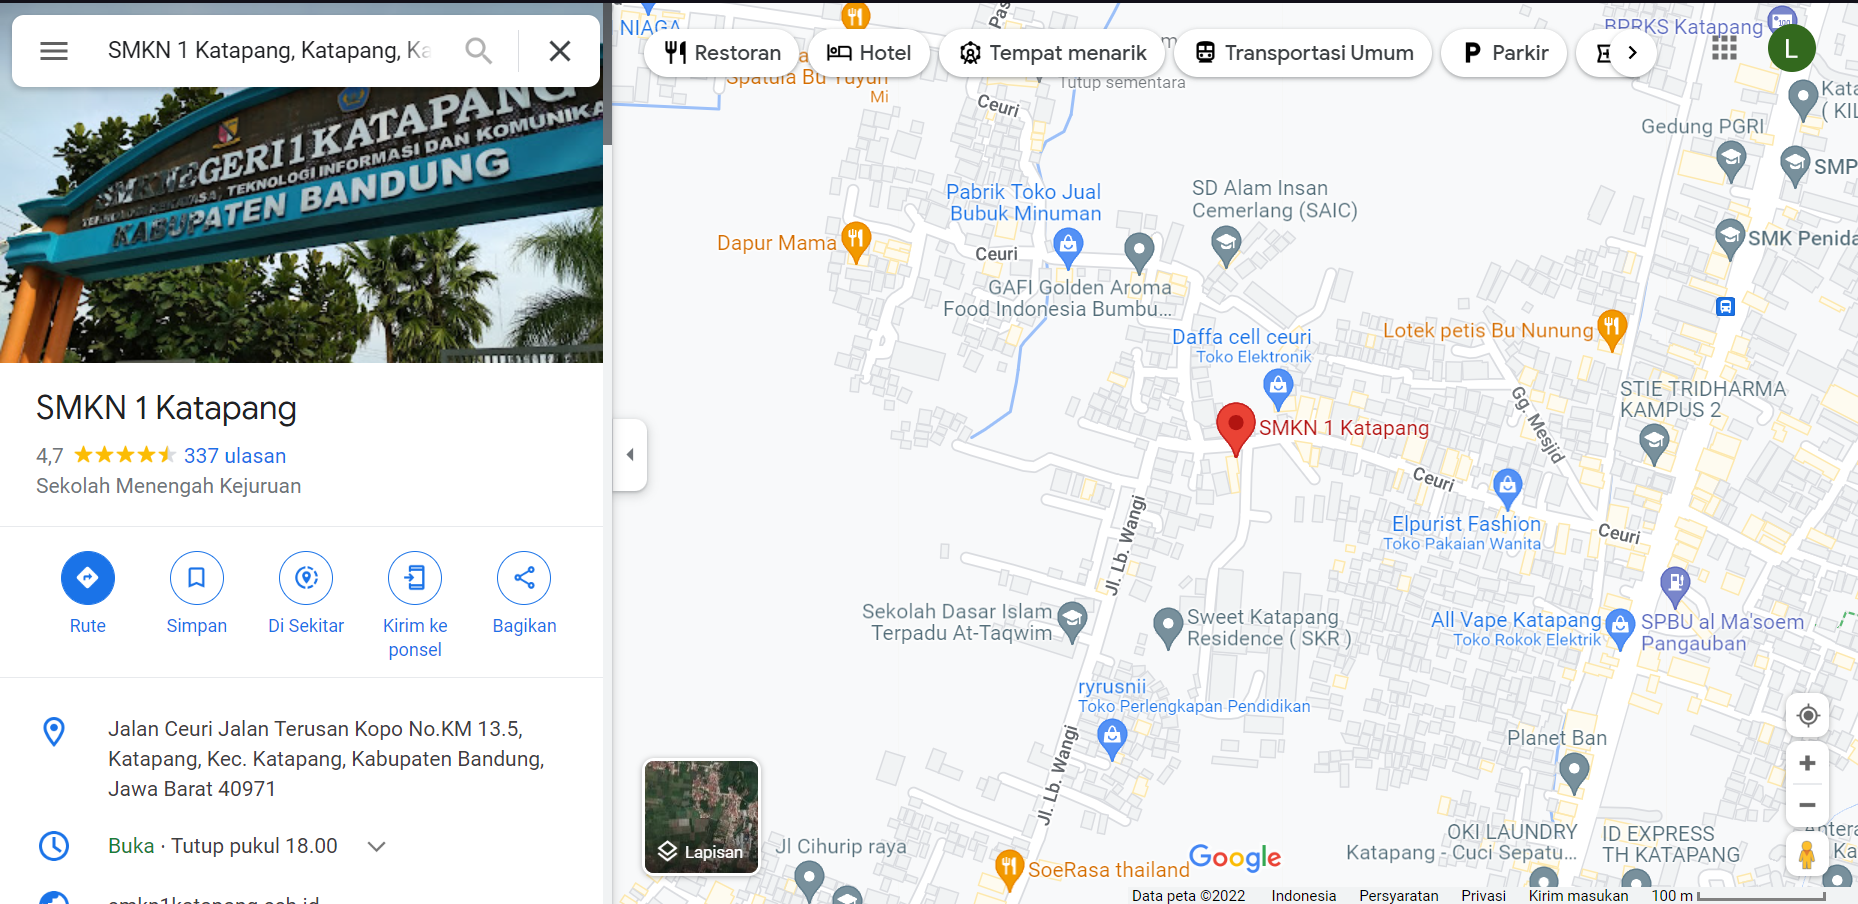 SMKN 1 Katapang, Katapang, Ka
SMK NEGERI 1 KATAPANG
TEKNOLOGI REKAYASA, TEKNOLOGI INFORMASI DAN KOMUNIKA
KABUPATEN BANDUNG
SMKN 1 Katapang
4,7
337 ulasan
Sekolah Menengah Kejuruan
Rute
Simpan
Di Sekitar
Kirim ke
ponsel
Bagikan
Jalan Ceuri Jalan Terusan Kopo No.KM 13.5,
Katapang, Kec. Katapang, Kabupaten Bandung,
Jawa Barat 40971
Buka · Tutup pukul 18.00
smkn1katapang.sch.id
Restoran
Hotel
Tempat menarik
Transportasi Umum
Parkir
L
NIAGA
Pas
BPRKS Katapang
Spatula Bu Yuyun
Mi
Tutup sementara
Ceuri
Kata
( KIL
Gedung PGRI
SMP
Pabrik Toko Jual
Bubuk Minuman
SD Alam Insan
Cemerlang (SAIC)
Dapur Mama
Ceuri
SMK Penida
GAFI Golden Aroma
Food Indonesia Bumbu...
Daffa cell ceuri
Toko Elektronik
Lotek petis Bu Nunung
STIE TRIDHARMA
KAMPUS 2
Gg. Mesjid
SMKN 1 Katapang
Ceuri
Jl. Lb. Wangi
Elpurist Fashion
Toko Pakaian Wanita
Ceuri
Sekolah Dasar Islam
Terpadu At-Taqwim
Sweet Katapang
Residence ( SKR )
All Vape Katapang
Toko Rokok Elektrik
SPBU al Ma'soem
Pangauban
ryrusnii
Toko Perlengkapan Pendidikan
Planet Ban
Jl. Lb. Wangi
Lapisan
Jl Cihurip raya
SoeRasa thailand
Google
OKI LAUNDRY
Katapang - Cuci Sepatu...
ID EXPRESS
TH KATAPANG
Antera
Ka
Data peta ©2022
Indonesia
Persyaratan
Privasi
Kirim masukan
100 m